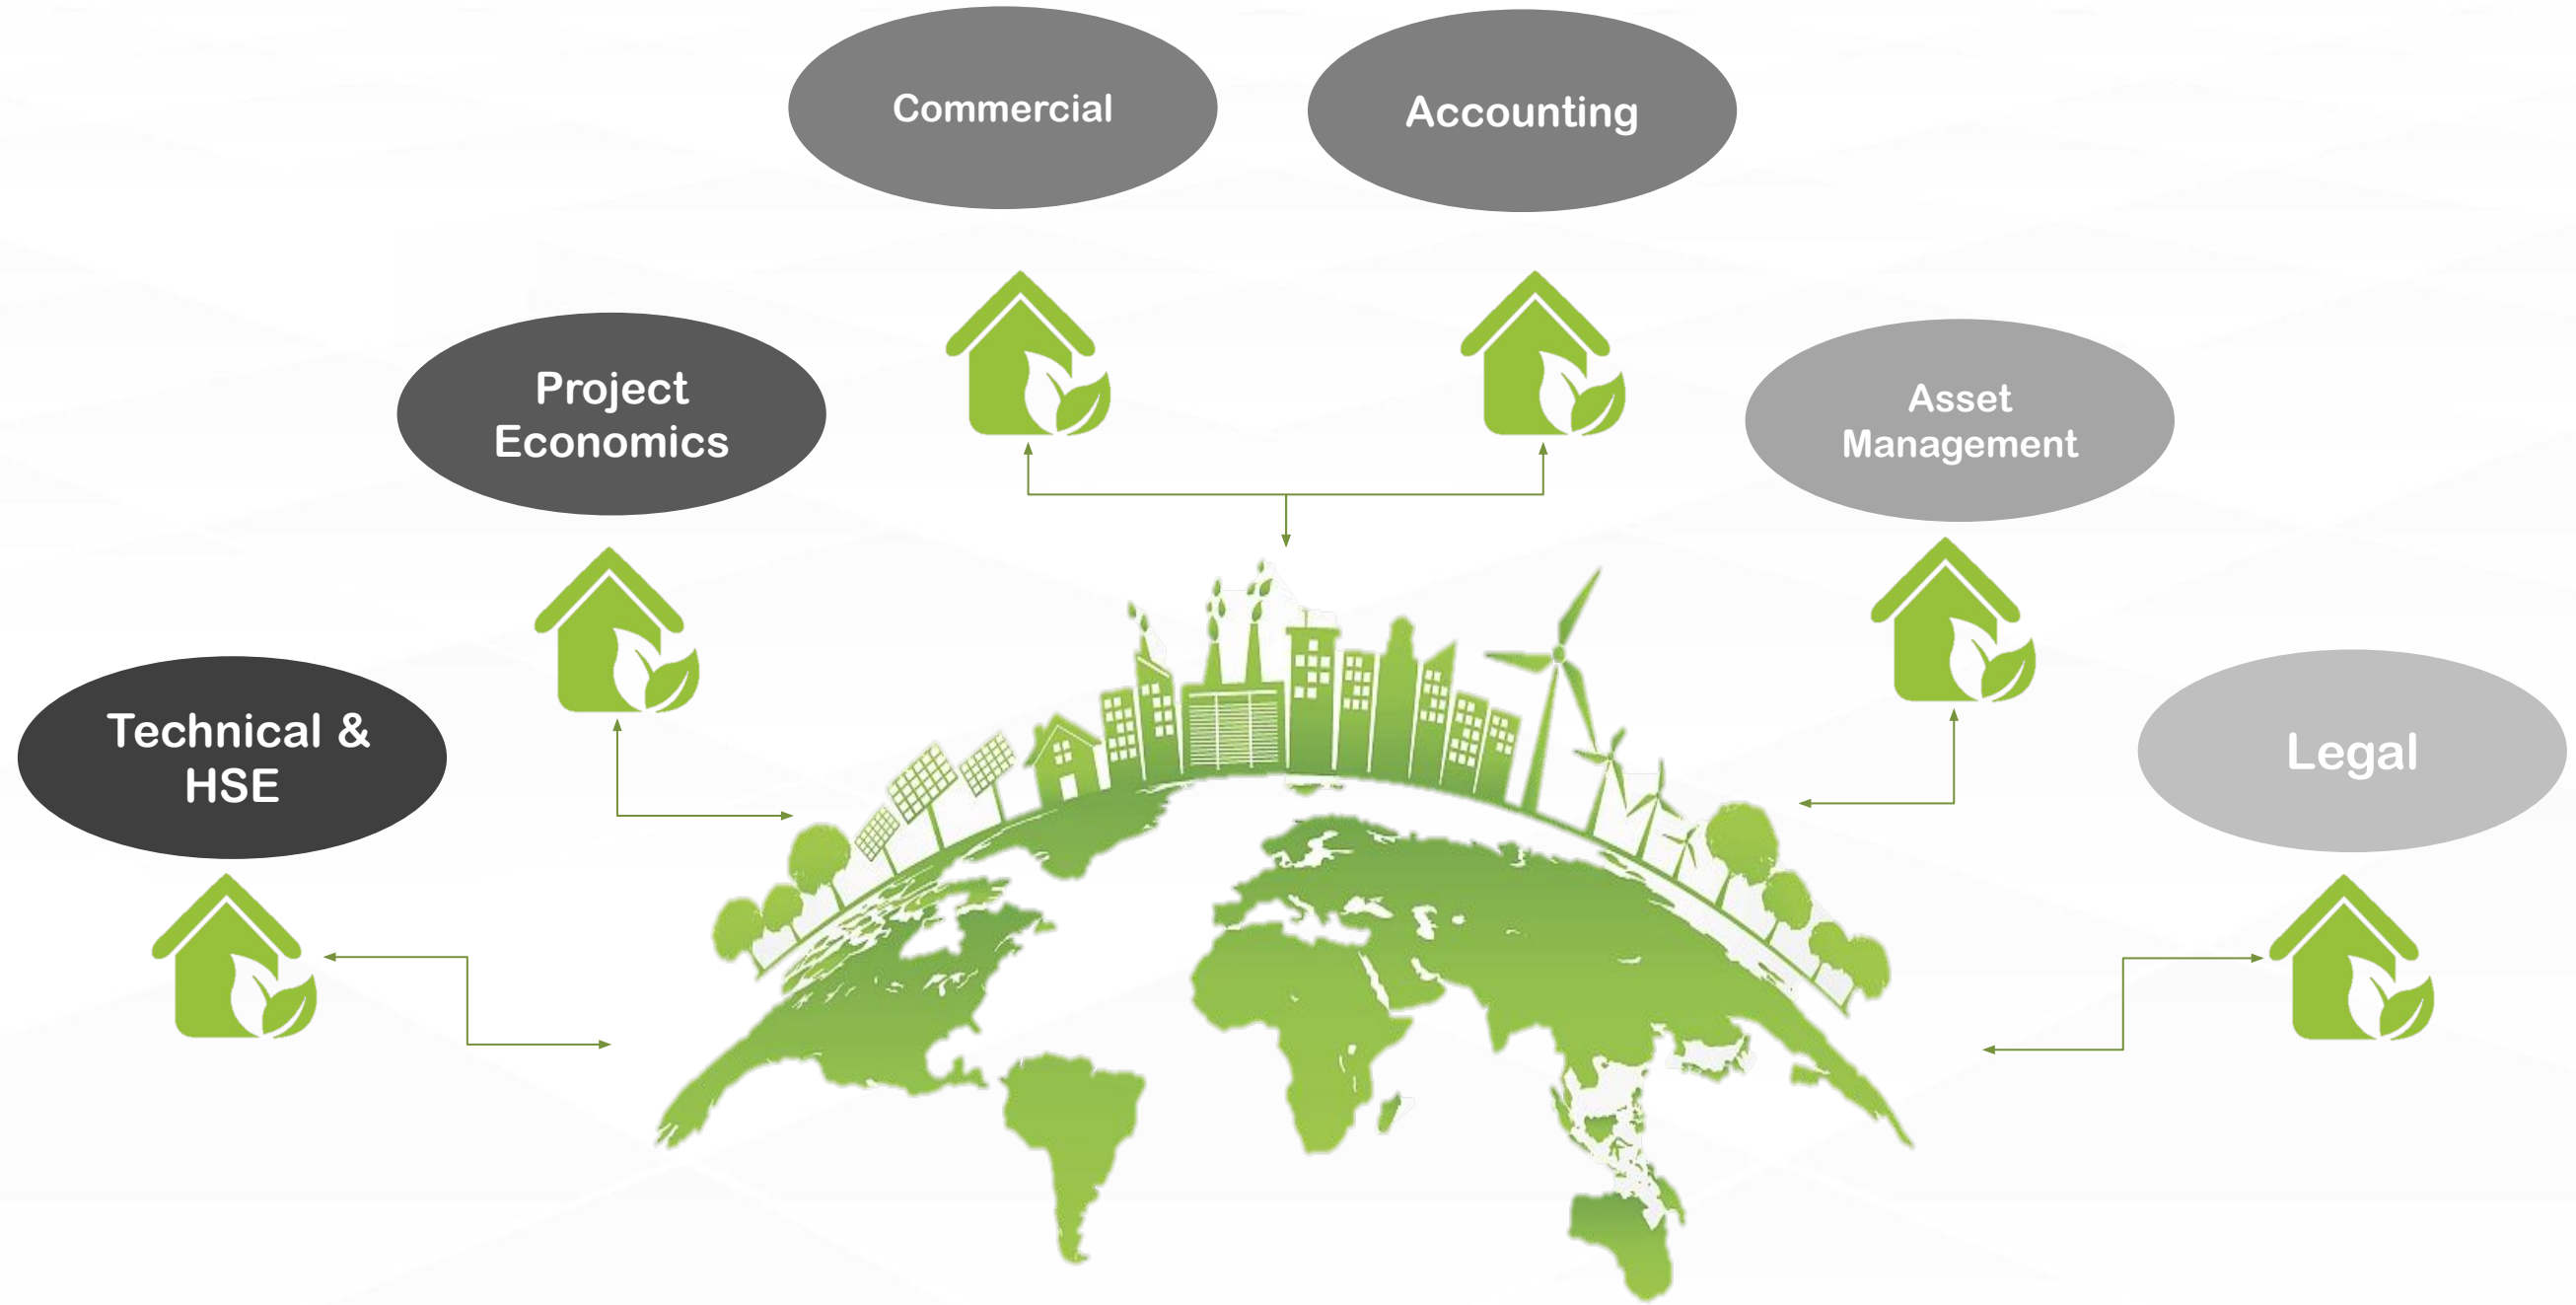 Commercial
Accounting
Project
Economics
Asset
Management
Technical &
HSE
Legal